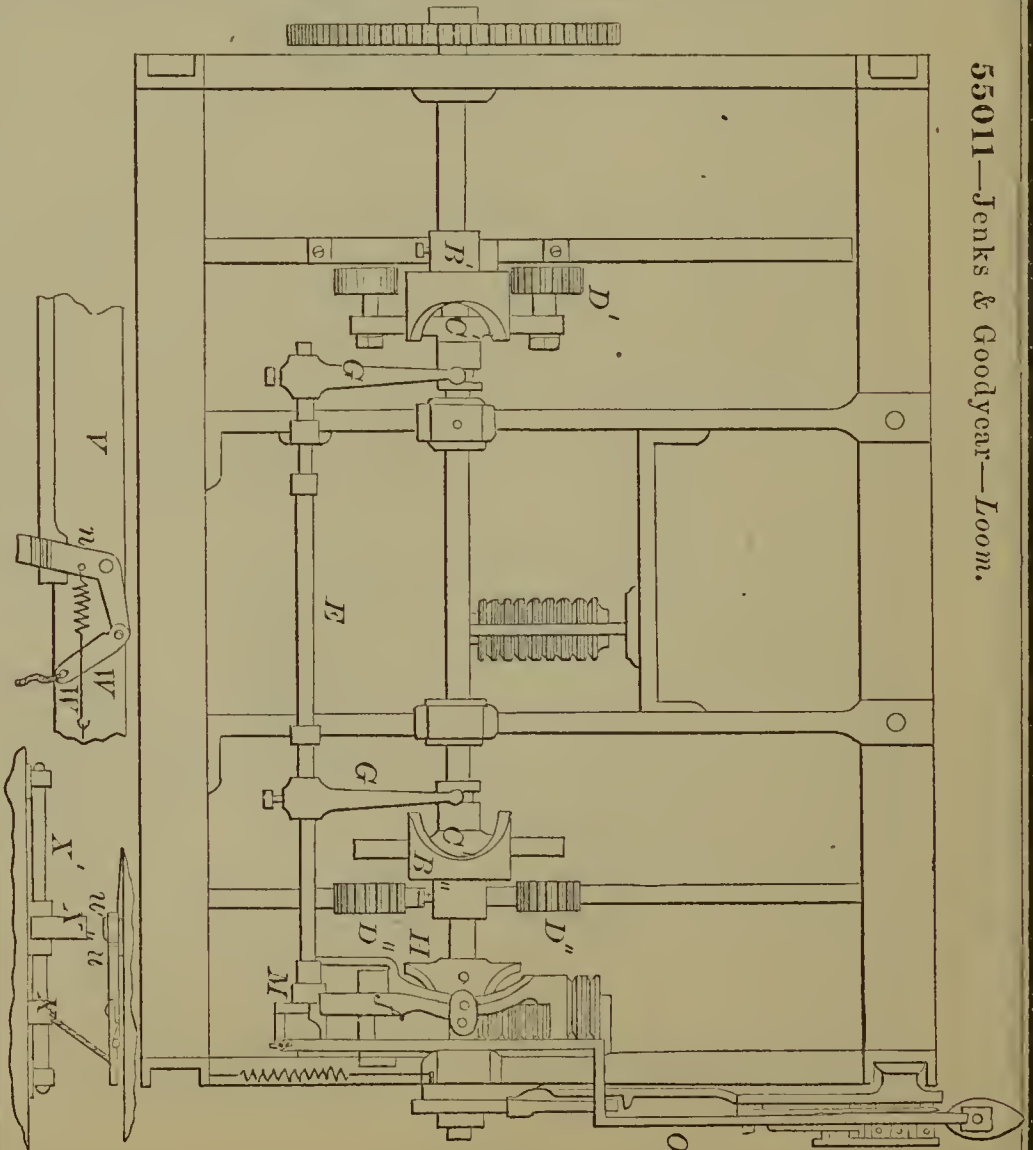 55011—Jenks & Goodyear—Loom.
B'
C'
D'
G
E
G
C
B''
D''
D''
H
J
M
O
V
u
W
W'
X'
X''
u'
u''
X